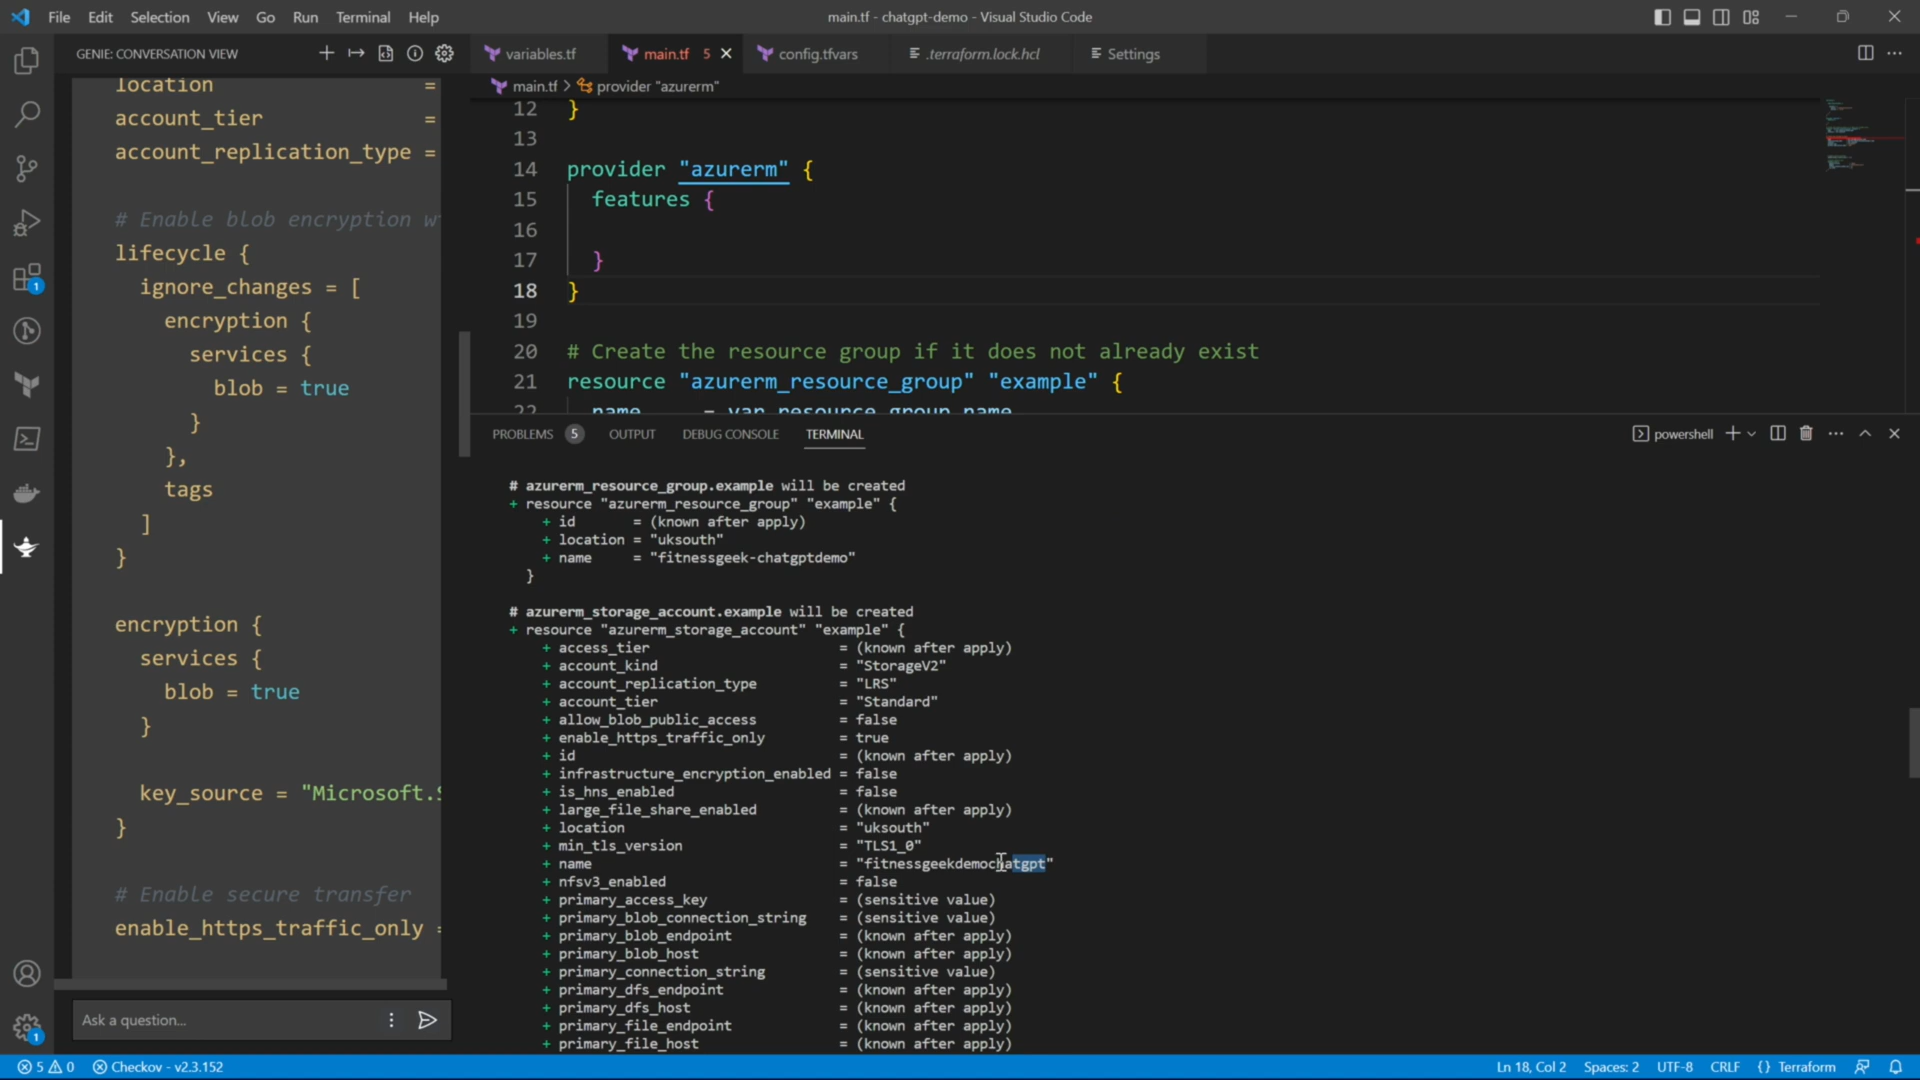 File Edit Selection View Go Run Terminal Help
main.tf - chatgpt-demo - Visual Studio Code
GENIE: CONVERSATION VIEW
variables.tf
main.tf 5
config.tfvars
.terraform.lock.hcl
Settings
main.tf > provider "azurerm"
location =
account_tier =
account_replication_type =
# Enable blob encryption w
lifecycle {
ignore_changes = [
encryption {
services {
blob = true
}
},
tags
]
}
encryption {
services {
blob = true
}
key_source = "Microsoft.S
}
# Enable secure transfer
enable_https_traffic_only =
Ask a question...
12 }
13
14 provider "azurerm" {
15 features {
16
17 }
18 }
19
20 # Create the resource group if it does not already exist
21 resource "azurerm_resource_group" "example" {
22 name = var.resource_group_name
PROBLEMS 5 OUTPUT DEBUG CONSOLE TERMINAL
powershell
# azurerm_resource_group.example will be created
+ resource "azurerm_resource_group" "example" {
+ id = (known after apply)
+ location = "uksouth"
+ name = "fitnessgeek-chatgptdemo"
}
# azurerm_storage_account.example will be created
+ resource "azurerm_storage_account" "example" {
+ access_tier = (known after apply)
+ account_kind = "StorageV2"
+ account_replication_type = "LRS"
+ account_tier = "Standard"
+ allow_blob_public_access = false
+ enable_https_traffic_only = true
+ id = (known after apply)
+ infrastructure_encryption_enabled = false
+ is_hns_enabled = false
+ large_file_share_enabled = (known after apply)
+ location = "uksouth"
+ min_tls_version = "TLS1_0"
+ name = "fitnessgeekdemochatgpt"
+ nfsv3_enabled = false
+ primary_access_key = (sensitive value)
+ primary_blob_connection_string = (sensitive value)
+ primary_blob_endpoint = (known after apply)
+ primary_blob_host = (known after apply)
+ primary_connection_string = (sensitive value)
+ primary_dfs_endpoint = (known after apply)
+ primary_dfs_host = (known after apply)
+ primary_file_endpoint = (known after apply)
+ primary_file_host = (known after apply)
1
1
5 0 Checkov - v2.3.152
Ln 18, Col 2 Spaces: 2 UTF-8 CRLF {} Terraform